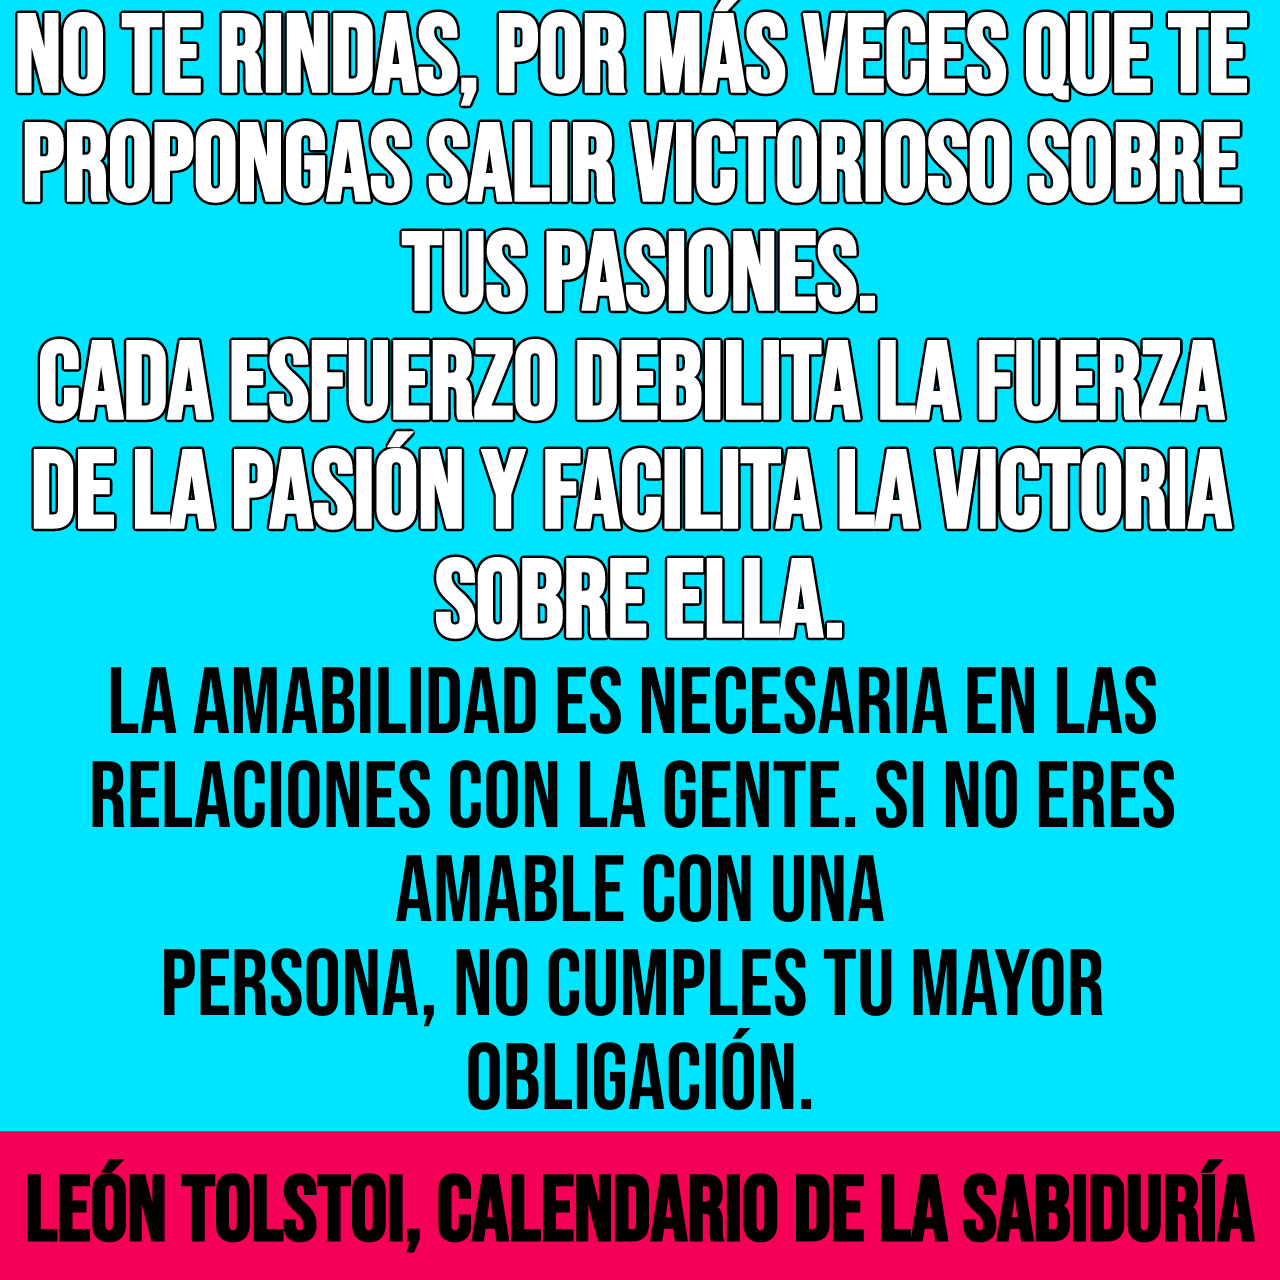 NO TE RINDAS, POR MÁS VECES QUE TE
PROPONGAS SALIR VICTORIOSO SOBRE
TUS PASIONES.
CADA ESFUERZO DEBILITA LA FUERZA
DE LA PASIÓN Y FACILITA LA VICTORIA
SOBRE ELLA.
LA AMABILIDAD ES NECESARIA EN LAS
RELACIONES CON LA GENTE. SI NO ERES
AMABLE CON UNA
PERSONA, NO CUMPLES TU MAYOR
OBLIGACIÓN.
LEÓN TOLSTOI, CALENDARIO DE LA SABIDURÍA